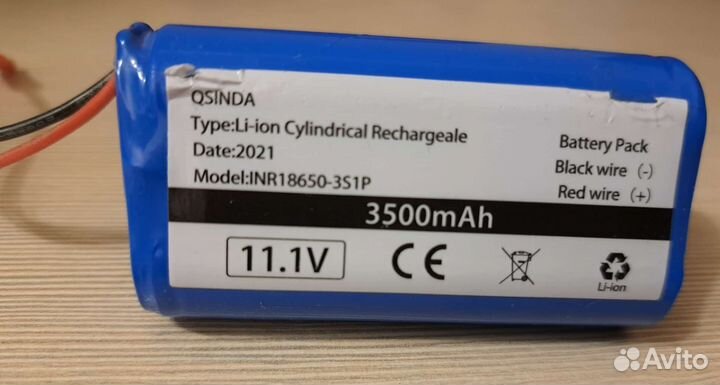 QSINDA
Type:Li-ion Cylindrical Rechargeale
Date:2021
Model:INR18650-3S1P
Battery Pack
Black wire (-)
Red wire (+)
3500mAh
11.1V
CE
Li-ion
Avito